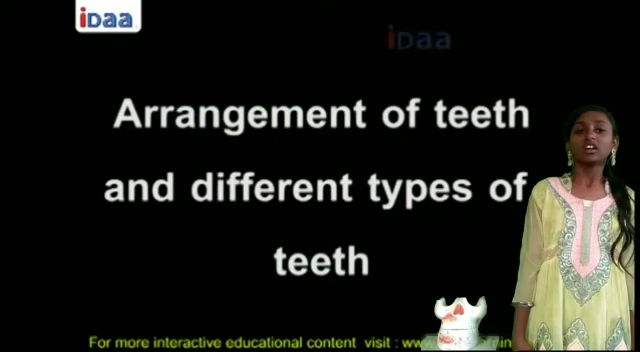 iDaa
iDaa
Arrangement of teeth
and different types of
teeth
For more interactive educational content visit : www